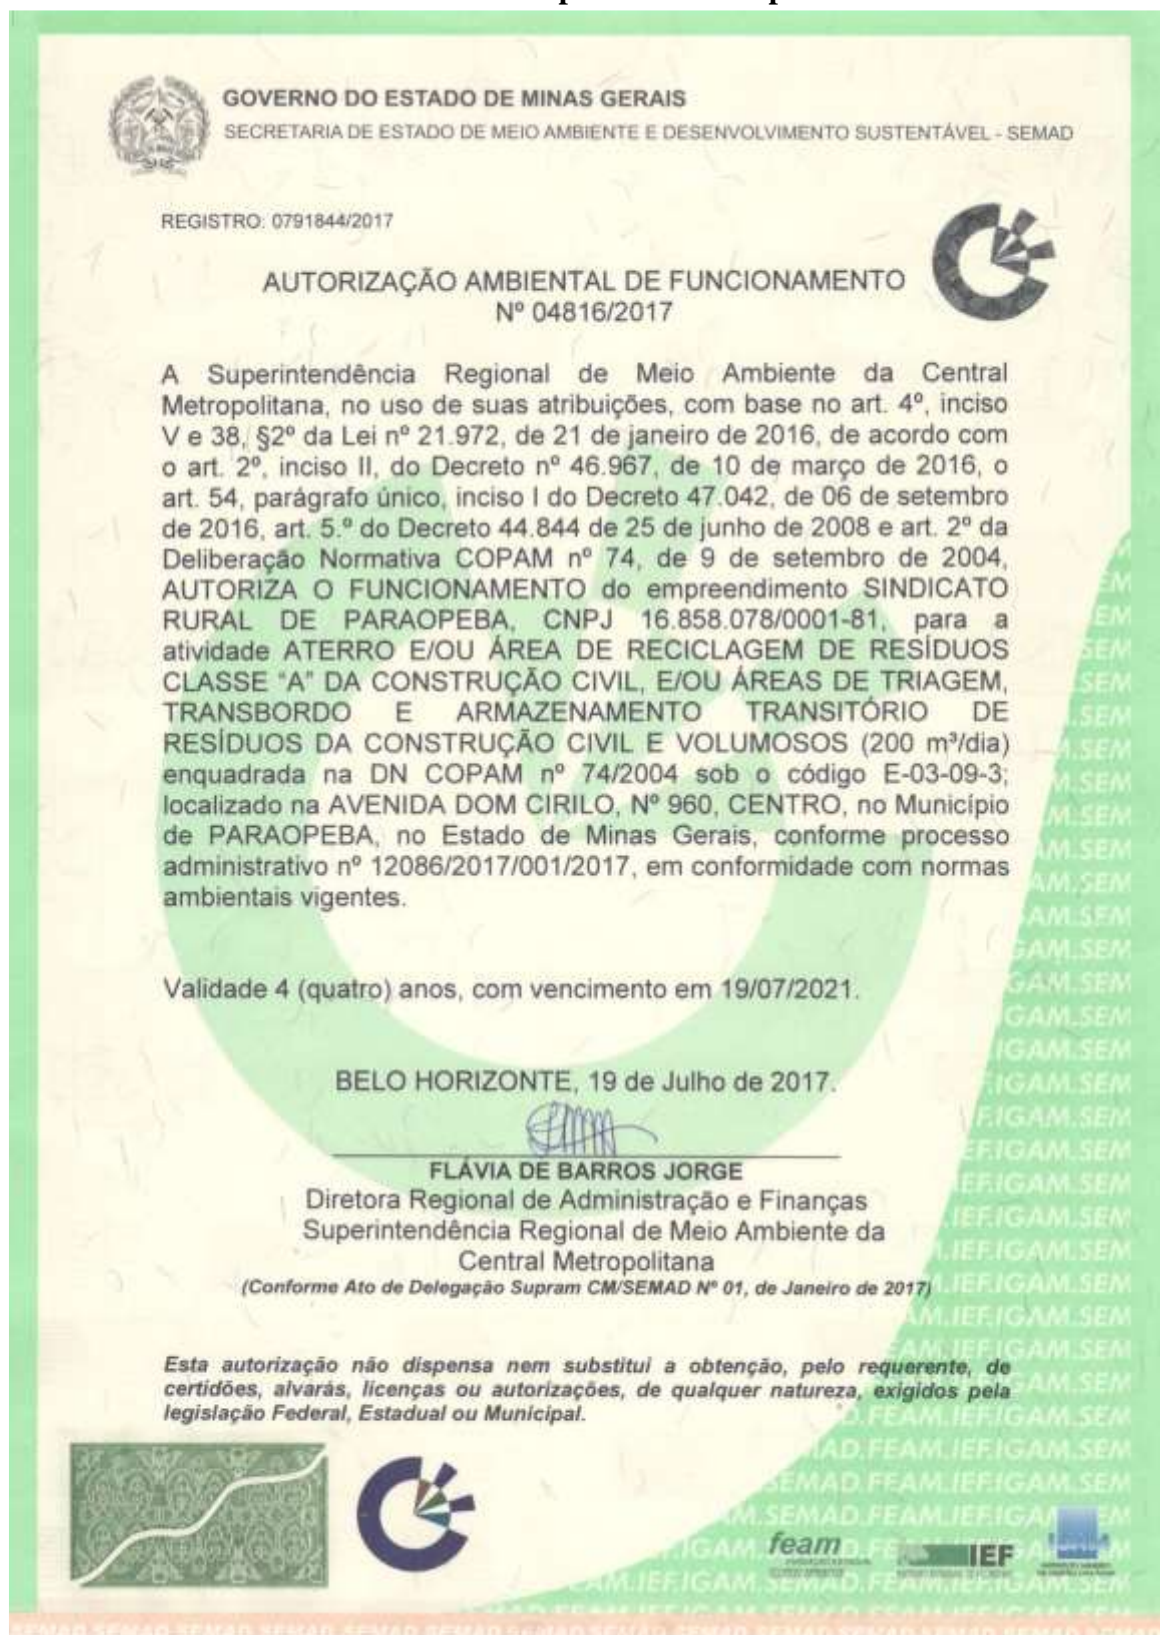 GOVERNO DO ESTADO DE MINAS GERAIS
SECRETARIA DE ESTADO DE MEIO AMBIENTE E DESENVOLVIMENTO SUSTENTÁVEL - SEMAD
REGISTRO: 0791844/2017
AUTORIZAÇÃO AMBIENTAL DE FUNCIONAMENTO
Nº 04816/2017
A Superintendência Regional de Meio Ambiente da Central
Metropolitana, no uso de suas atribuições, com base no art. 4º, inciso
V e 38, §2º da Lei nº 21.972, de 21 de janeiro de 2016, de acordo com
o art. 2º, inciso II, do Decreto nº 46.967, de 10 de março de 2016, o
art. 54, parágrafo único, inciso I do Decreto 47.042, de 06 de setembro
de 2016, art. 5.º do Decreto 44.844 de 25 de junho de 2008 e art. 2º da
Deliberação Normativa COPAM nº 74, de 9 de setembro de 2004,
AUTORIZA O FUNCIONAMENTO do empreendimento SINDICATO
RURAL DE PARAOPEBA, CNPJ 16.858.078/0001-81, para a
atividade ATERRO E/OU ÁREA DE RECICLAGEM DE RESÍDUOS
CLASSE "A" DA CONSTRUÇÃO CIVIL, E/OU ÁREAS DE TRIAGEM,
TRANSBORDO E ARMAZENAMENTO TRANSITÓRIO DE
RESÍDUOS DA CONSTRUÇÃO CIVIL E VOLUMOSOS (200 m³/dia)
enquadrada na DN COPAM nº 74/2004 sob o código E-03-09-3;
localizado na AVENIDA DOM CIRILO, Nº 960, CENTRO, no Município
de PARAOPEBA, no Estado de Minas Gerais, conforme processo
administrativo nº 12086/2017/001/2017, em conformidade com normas
ambientais vigentes.
Validade 4 (quatro) anos, com vencimento em 19/07/2021.
BELO HORIZONTE, 19 de Julho de 2017.
FLÁVIA DE BARROS JORGE
Diretora Regional de Administração e Finanças
Superintendência Regional de Meio Ambiente da
Central Metropolitana
(Conforme Ato de Delegação Supram CM/SEMAD Nº 01, de Janeiro de 2017)
Esta autorização não dispensa nem substitui a obtenção, pelo requerente, de
certidões, alvarás, licenças ou autorizações, de qualquer natureza, exigidos pela
legislação Federal, Estadual ou Municipal.
feam
IEF